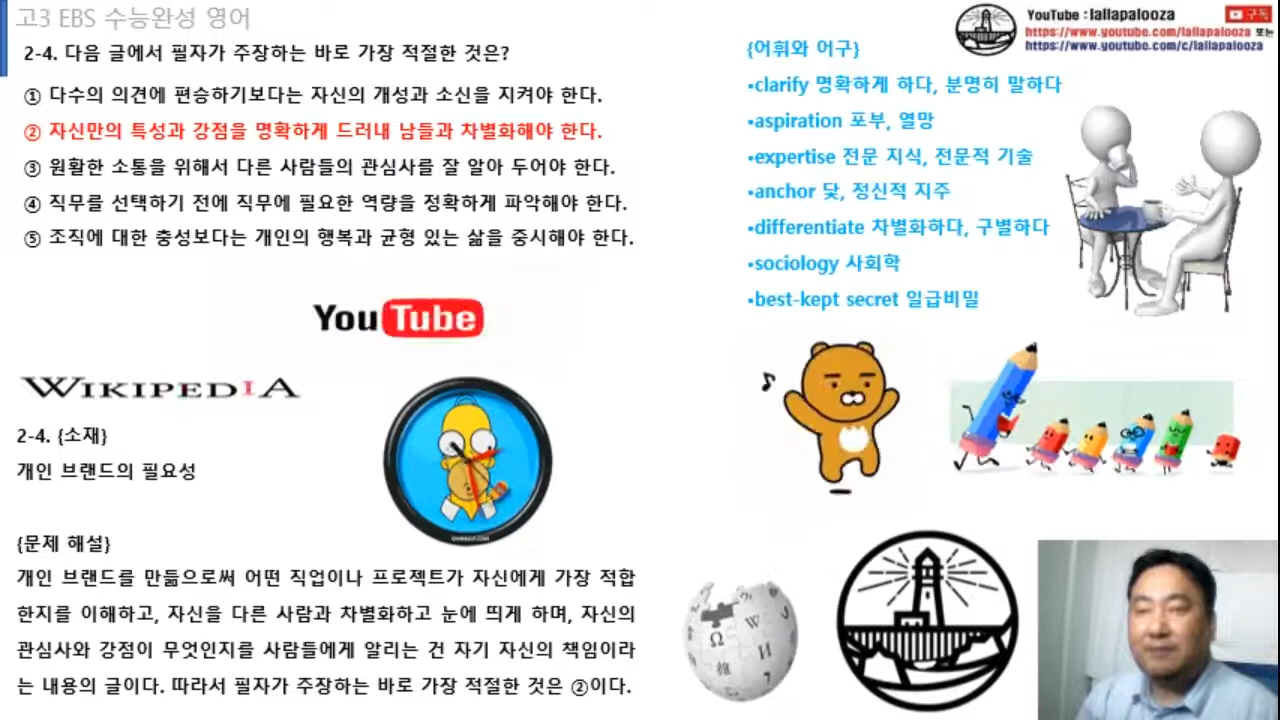 고3 EBS 수능완성 영어
2-4. 다음 글에서 필자가 주장하는 바로 가장 적절한 것은?
① 다수의 의견에 편승하기보다는 자신의 개성과 소신을 지켜야 한다.
② 자신만의 특성과 강점을 명확하게 드러내 남들과 차별화해야 한다.
③ 원활한 소통을 위해서 다른 사람들의 관심사를 잘 알아 두어야 한다.
④ 직무를 선택하기 전에 직무에 필요한 역량을 정확하게 파악해야 한다.
⑤ 조직에 대한 충성보다는 개인의 행복과 균형 있는 삶을 중시해야 한다.
YouTube
WIKIPEDIA
2-4. {소재}
개인 브랜드의 필요성
{문제 해설}
개인 브랜드를 만듦으로써 어떤 직업이나 프로젝트가 자신에게 가장 적합
한지를 이해하고, 자신을 다른 사람과 차별화하고 눈에 띄게 하며, 자신의
관심사와 강점이 무엇인지를 사람들에게 알리는 건 자기 자신의 책임이라
는 내용의 글이다. 따라서 필자가 주장하는 바로 가장 적절한 것은 ②이다.
YouTube : lallapalooza
구독
https://www.youtube.com/lallapalooza 또는
https://www.youtube.com/c/lallapalooza
{어휘와 어구}
•clarify 명확하게 하다, 분명히 말하다
•aspiration 포부, 열망
•expertise 전문 지식, 전문적 기술
•anchor 닻, 정신적 지주
•differentiate 차별화하다, 구별하다
•sociology 사회학
•best-kept secret 일급비밀
Ω W И